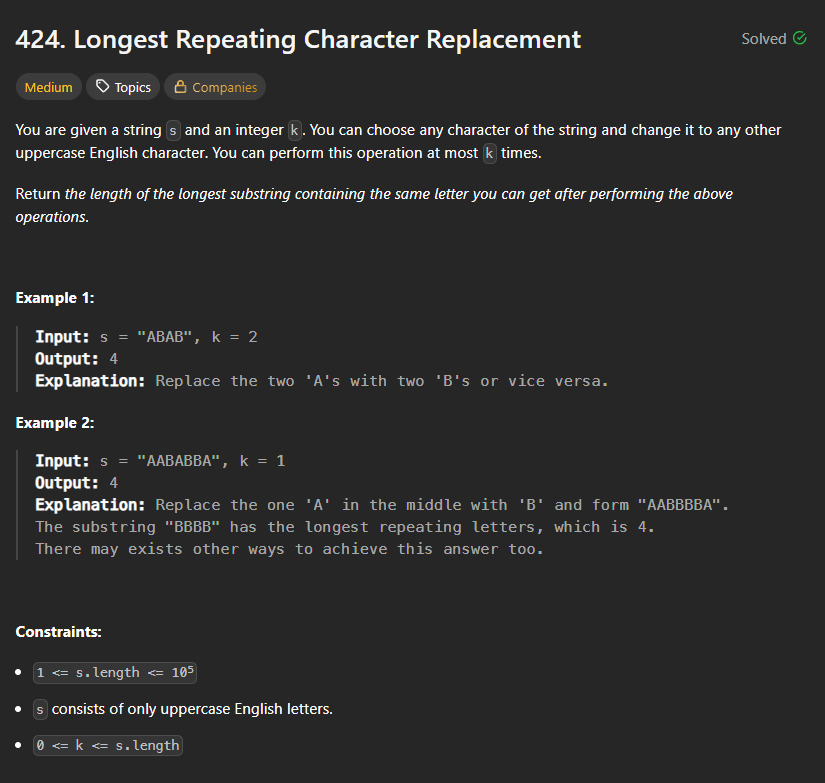 424. Longest Repeating Character Replacement
Solved
Medium
Topics
Companies
You are given a string s and an integer k. You can choose any character of the string and change it to any other
uppercase English character. You can perform this operation at most k times.
Return the length of the longest substring containing the same letter you can get after performing the above
operations.
Example 1:
Input: s = "ABAB", k = 2
Output: 4
Explanation: Replace the two 'A's with two 'B's or vice versa.
Example 2:
Input: s = "AABABBA", k = 1
Output: 4
Explanation: Replace the one 'A' in the middle with 'B' and form "AABBBBA".
The substring "BBBB" has the longest repeating letters, which is 4.
There may exists other ways to achieve this answer too.
Constraints:
• 1 <= s.length <= 10⁵
• s consists of only uppercase English letters.
• 0 <= k <= s.length